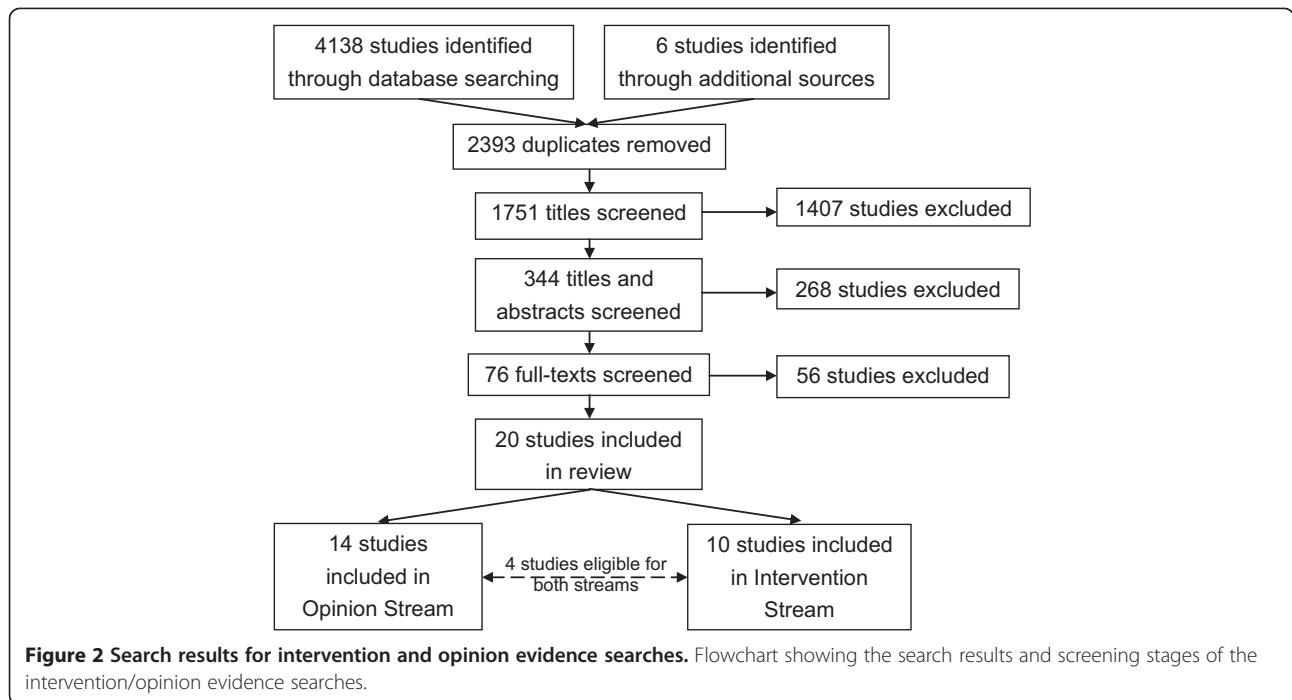 4138 studies identified
through database searching
6 studies identified
through additional sources
2393 duplicates removed
1751 titles screened
1407 studies excluded
344 titles and
abstracts screened
268 studies excluded
76 full-texts screened
56 studies excluded
20 studies included
in review
14 studies
included in
Opinion Stream
4 studies eligible for
both streams
10 studies included
in Intervention
Stream
Figure 2 Search results for intervention and opinion evidence searches. Flowchart showing the search results and screening stages of the
intervention/opinion evidence searches.